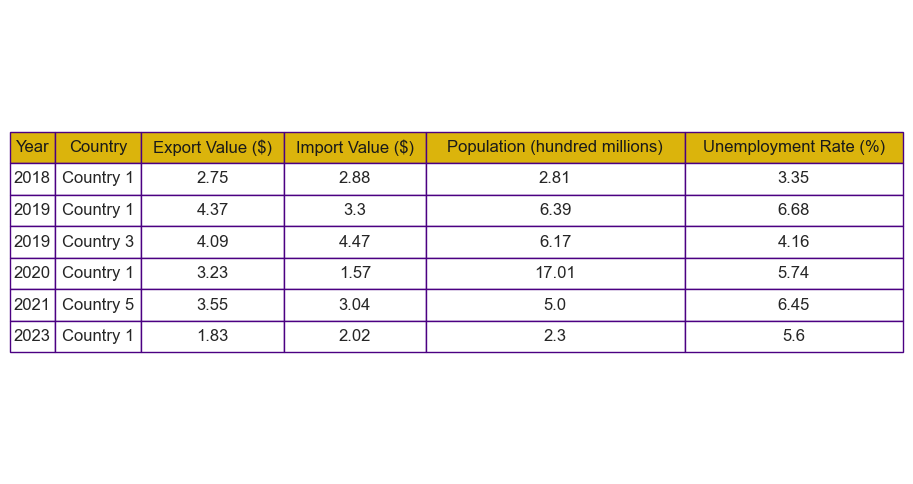 Year Country Export Value ($) Import Value ($) Population (hundred millions) Unemployment Rate (%)
2018 Country 1 2.75 2.88 2.81 3.35
2019 Country 1 4.37 3.3 6.39 6.68
2019 Country 3 4.09 4.47 6.17 4.16
2020 Country 1 3.23 1.57 17.01 5.74
2021 Country 5 3.55 3.04 5.0 6.45
2023 Country 1 1.83 2.02 2.3 5.6